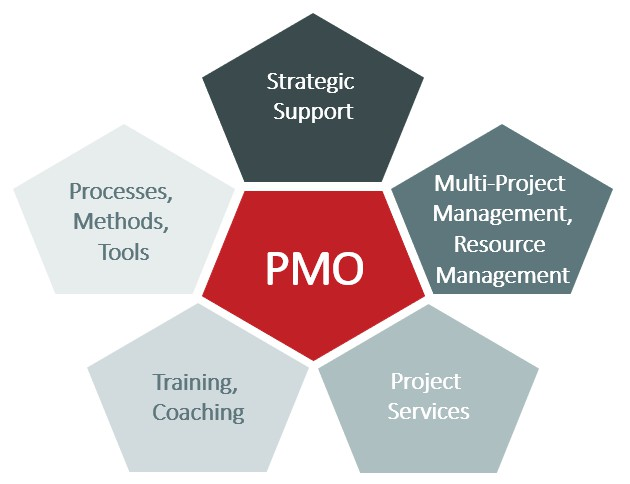 Strategic
Support
Multi-Project
Management,
Resource
Management
Project
Services
Training,
Coaching
Processes,
Methods,
Tools
PMO